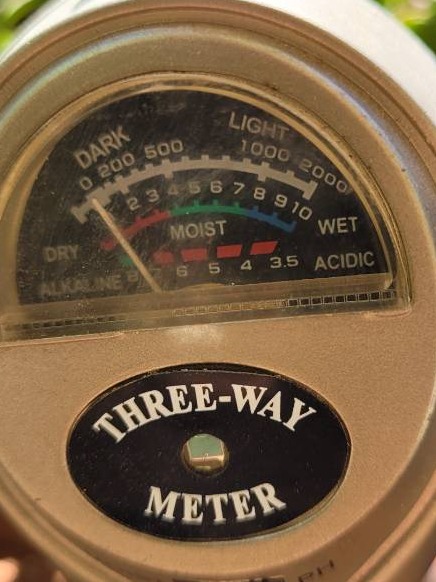 DARK LIGHT
0 200 500 1000 2000
2 3 4 5 6 7 8 9 10
DRY MOIST WET
ALKALINE 8 6 5 4 3.5 ACIDIC
THREE-WAY
METER
PH